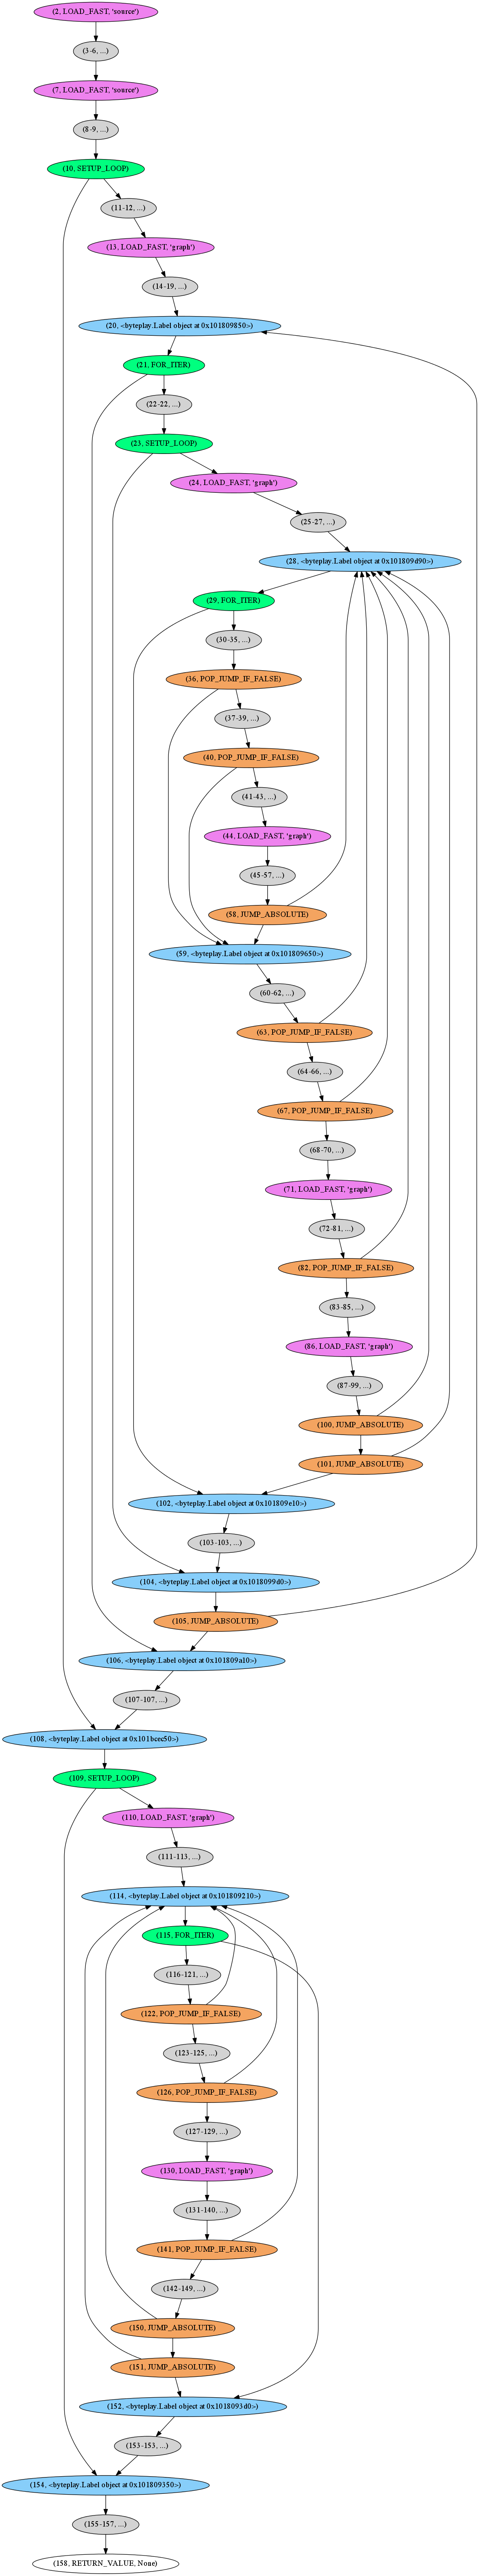 (2, LOAD_FAST, 'source')
(3-6, ...)
(7, LOAD_FAST, 'source')
(8-9, ...)
(10, SETUP_LOOP)
(11-12, ...)
(13, LOAD_FAST, 'graph')
(14-19, ...)
(20, <byteplay.Label object at 0x101809850>)
(21, FOR_ITER)
(22-22, ...)
(23, SETUP_LOOP)
(24, LOAD_FAST, 'graph')
(25-27, ...)
(28, <byteplay.Label object at 0x101809d90>)
(29, FOR_ITER)
(30-35, ...)
(36, POP_JUMP_IF_FALSE)
(37-39, ...)
(40, POP_JUMP_IF_FALSE)
(41-43, ...)
(44, LOAD_FAST, 'graph')
(45-57, ...)
(58, JUMP_ABSOLUTE)
(59, <byteplay.Label object at 0x101809650>)
(60-62, ...)
(63, POP_JUMP_IF_FALSE)
(64-66, ...)
(67, POP_JUMP_IF_FALSE)
(68-70, ...)
(71, LOAD_FAST, 'graph')
(72-81, ...)
(82, POP_JUMP_IF_FALSE)
(83-85, ...)
(86, LOAD_FAST, 'graph')
(87-99, ...)
(100, JUMP_ABSOLUTE)
(101, JUMP_ABSOLUTE)
(102, <byteplay.Label object at 0x101809e10>)
(103-103, ...)
(104, <byteplay.Label object at 0x1018099d0>)
(105, JUMP_ABSOLUTE)
(106, <byteplay.Label object at 0x101809a10>)
(107-107, ...)
(108, <byteplay.Label object at 0x101bcec50>)
(109, SETUP_LOOP)
(110, LOAD_FAST, 'graph')
(111-113, ...)
(114, <byteplay.Label object at 0x101809210>)
(115, FOR_ITER)
(116-121, ...)
(122, POP_JUMP_IF_FALSE)
(123-125, ...)
(126, POP_JUMP_IF_FALSE)
(127-129, ...)
(130, LOAD_FAST, 'graph')
(131-140, ...)
(141, POP_JUMP_IF_FALSE)
(142-149, ...)
(150, JUMP_ABSOLUTE)
(151, JUMP_ABSOLUTE)
(152, <byteplay.Label object at 0x1018093d0>)
(153-153, ...)
(154, <byteplay.Label object at 0x101809350>)
(155-157, ...)
(158, RETURN_VALUE, None)